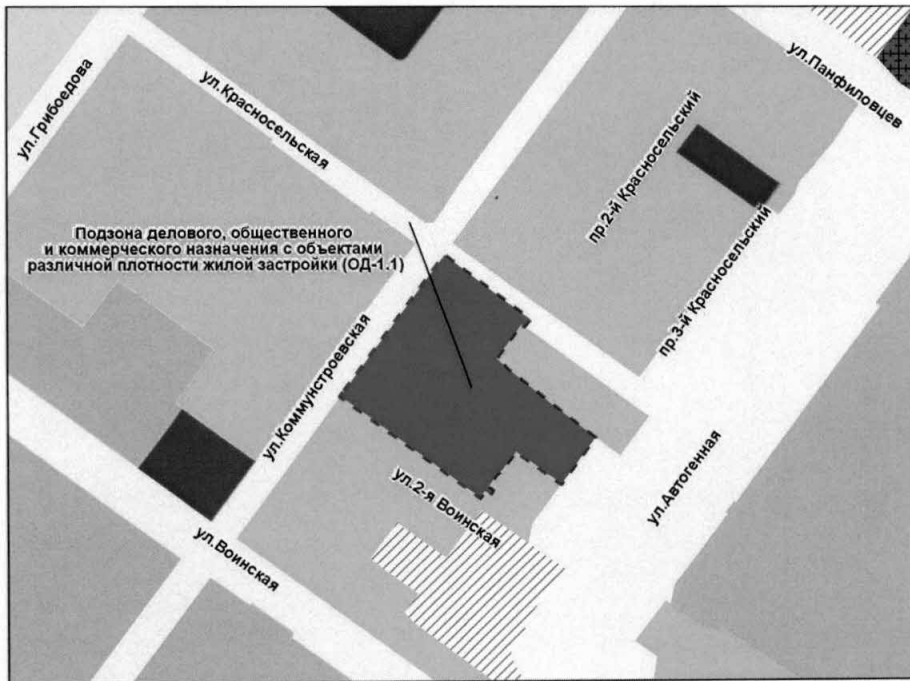 ул.Панфиловцев
ул.Грибоедова
ул.Красносельская
пр.2-й Красносельский
Подзона делового, общественного
и коммерческого назначения с объектами
различной плотности жилой застройки (ОД-1.1)
пр.3-й Красносельский
ул.Коммунстроевская
ул.Автогенная
ул.2-я Воинская
ул.Воинская